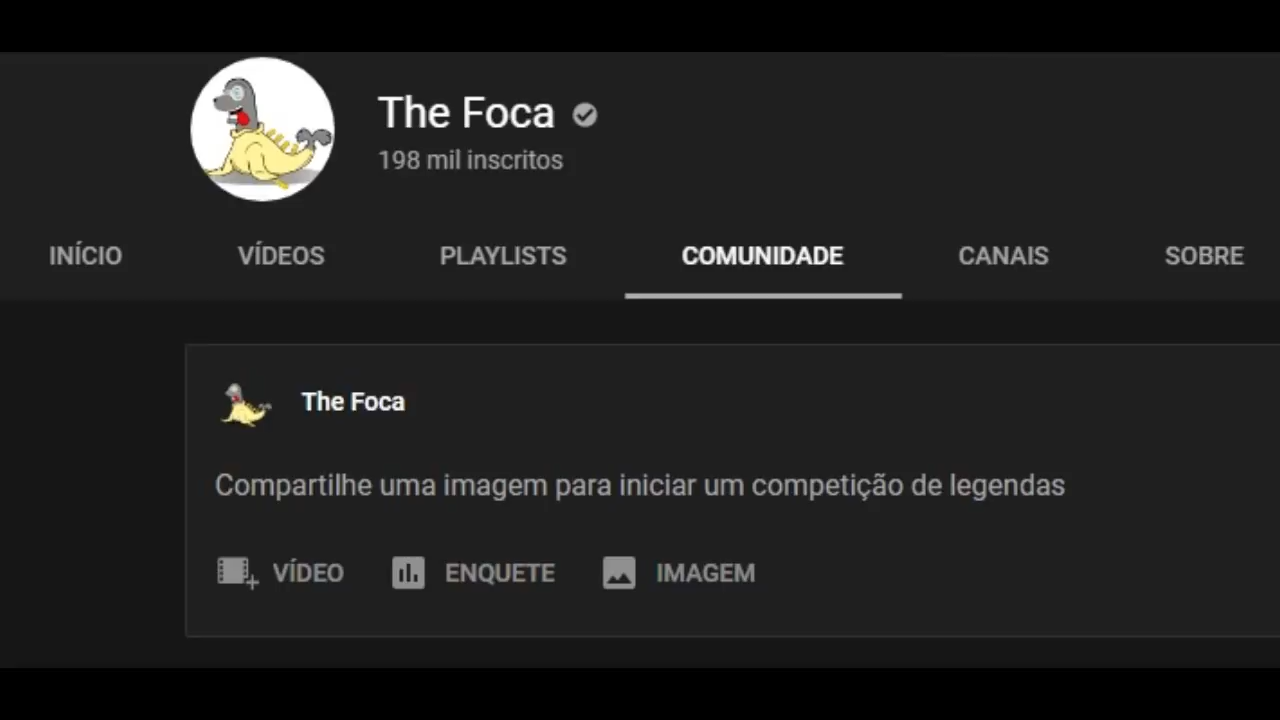 The Foca
198 mil inscritos
INÍCIO VÍDEOS PLAYLISTS COMUNIDADE CANAIS SOBRE
The Foca
Compartilhe uma imagem para iniciar um competição de legendas
VÍDEO ENQUETE IMAGEM